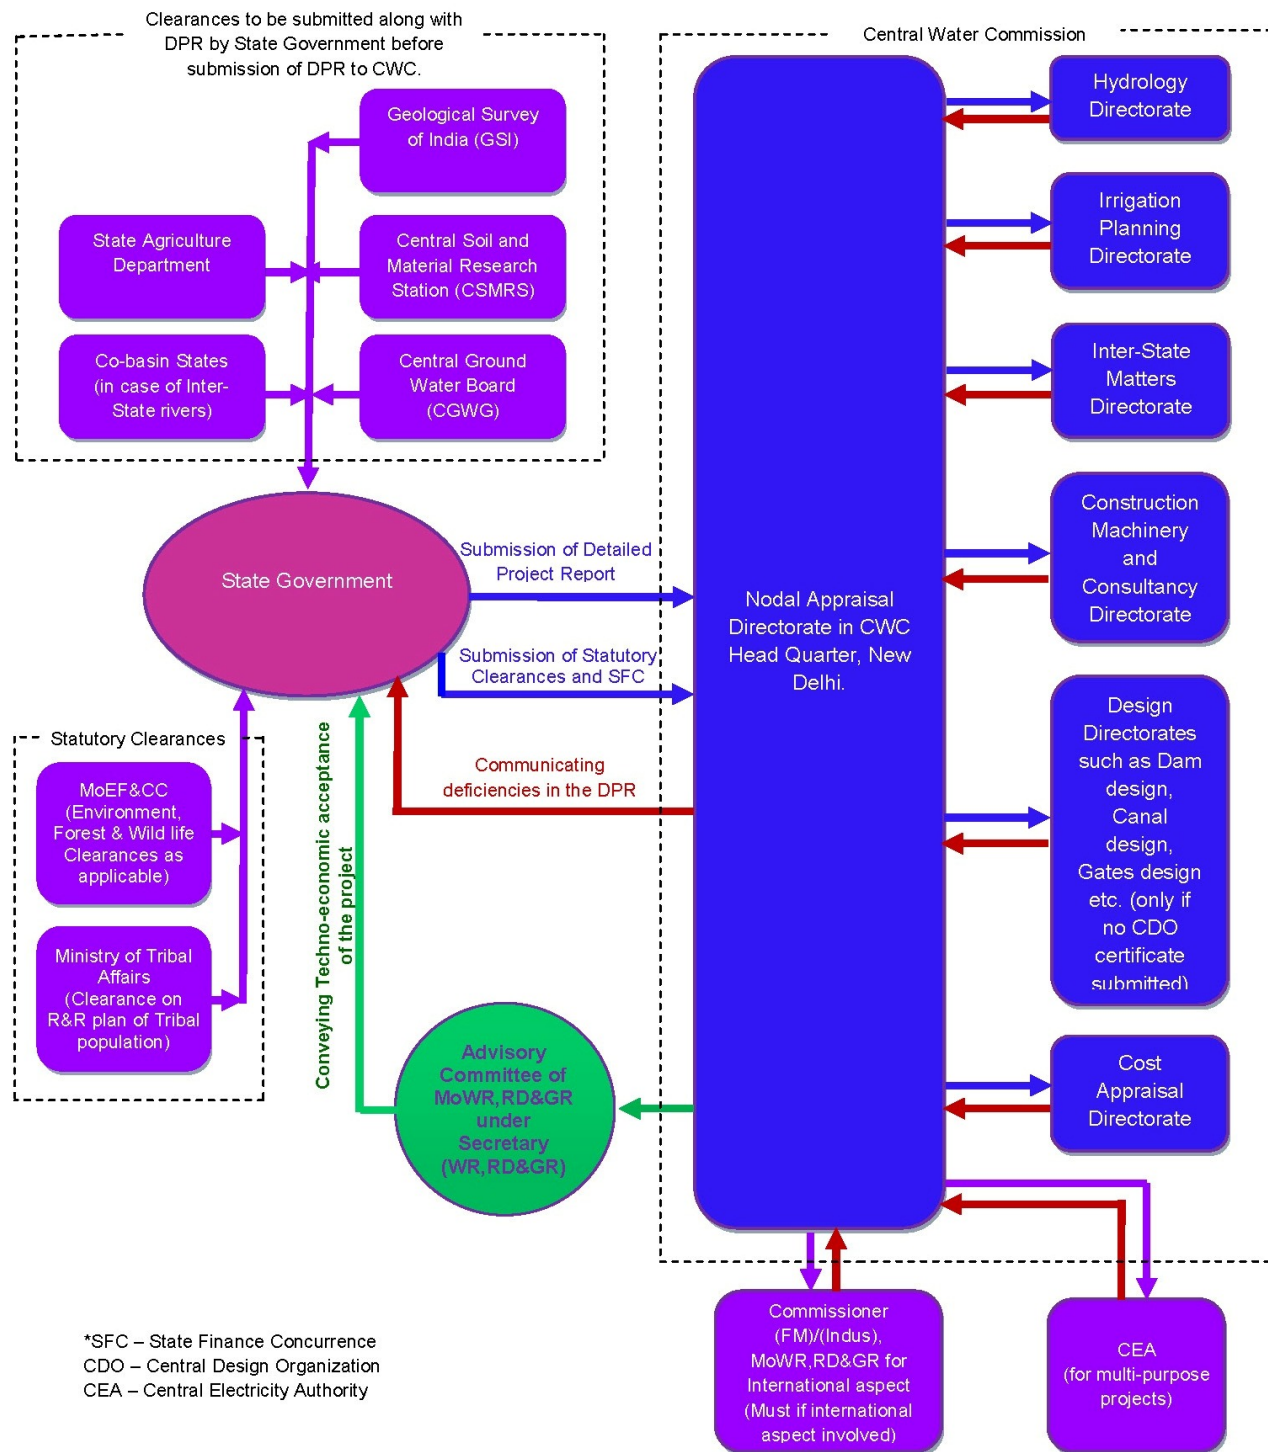 Clearances to be submitted along with
DPR by State Government before
submission of DPR to CWC.
Geological Survey
of India (GSI)
State Agriculture
Department
Central Soil and
Material Research
Station (CSMRS)
Co-basin States
(in case of Inter-
State rivers)
Central Ground
Water Board
(CGWG)
State Government
Submission of Detailed
Project Report
Submission of Statutory
Clearances and SFC
Communicating
deficiencies in the DPR
Statutory Clearances
MoEF&CC
(Environment,
Forest & Wild life
Clearances as
applicable)
Ministry of Tribal
Affairs
(Clearance on
R&R plan of Tribal
population)
Conveying Techno-economic acceptance
of the project
Advisory
Committee of
MoWR,RD&GR
under
Secretary
(WR,RD&GR)
Central Water Commission
Nodal Appraisal
Directorate in CWC
Head Quarter, New
Delhi.
Hydrology
Directorate
Irrigation
Planning
Directorate
Inter-State
Matters
Directorate
Construction
Machinery
and
Consultancy
Directorate
Design
Directorates
such as Dam
design,
Canal
design,
Gates design
etc. (only if
no CDO
certificate
submitted)
Cost
Appraisal
Directorate
Commissioner
(FM)/(Indus),
MoWR,RD&GR for
International aspect
(Must if international
aspect involved)
CEA
(for multi-purpose
projects)
*SFC – State Finance Concurrence
CDO – Central Design Organization
CEA – Central Electricity Authority